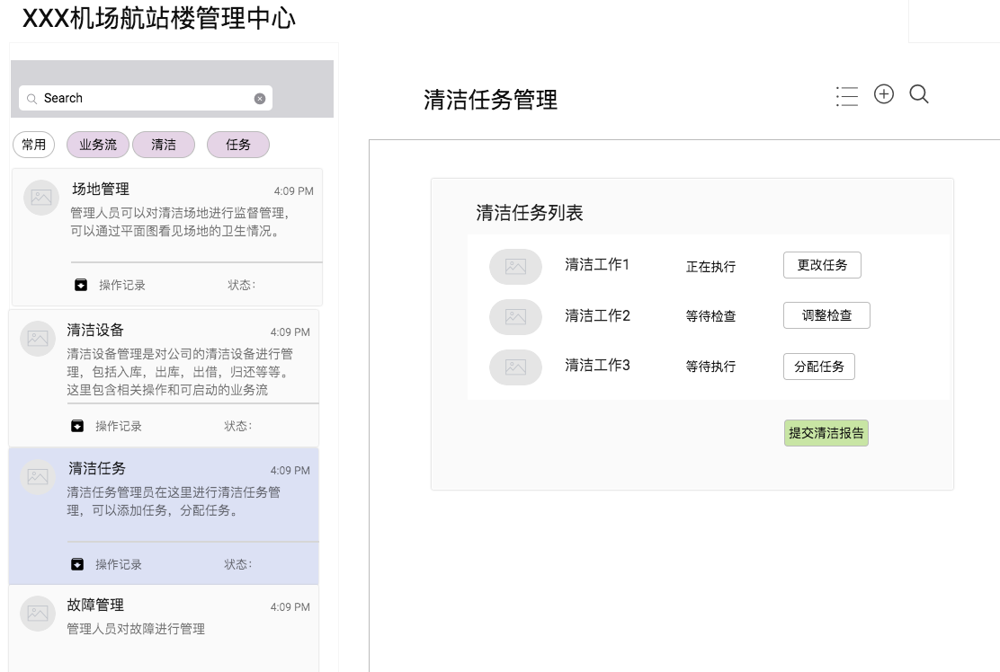 XXX机场航站楼管理中心
Search
常用
业务流
清洁
任务
场地管理
4:09 PM
管理人员可以对清洁场地进行监督管理，
可以通过平面图看见场地的卫生情况。
操作记录
状态：
清洁设备
4:09 PM
清洁设备管理是对公司的清洁设备进行管
理，包括入库，出库，出借，归还等等。
这里包含相关操作和可启动的业务流
操作记录
状态：
清洁任务
4:09 PM
清洁任务管理员在这里进行清洁任务管
理，可以添加任务，分配任务。
操作记录
状态：
故障管理
4:09 PM
管理人员对故障进行管理
清洁任务管理
清洁任务列表
清洁工作1
正在执行
更改任务
清洁工作2
等待检查
调整检查
清洁工作3
等待执行
分配任务
提交清洁报告